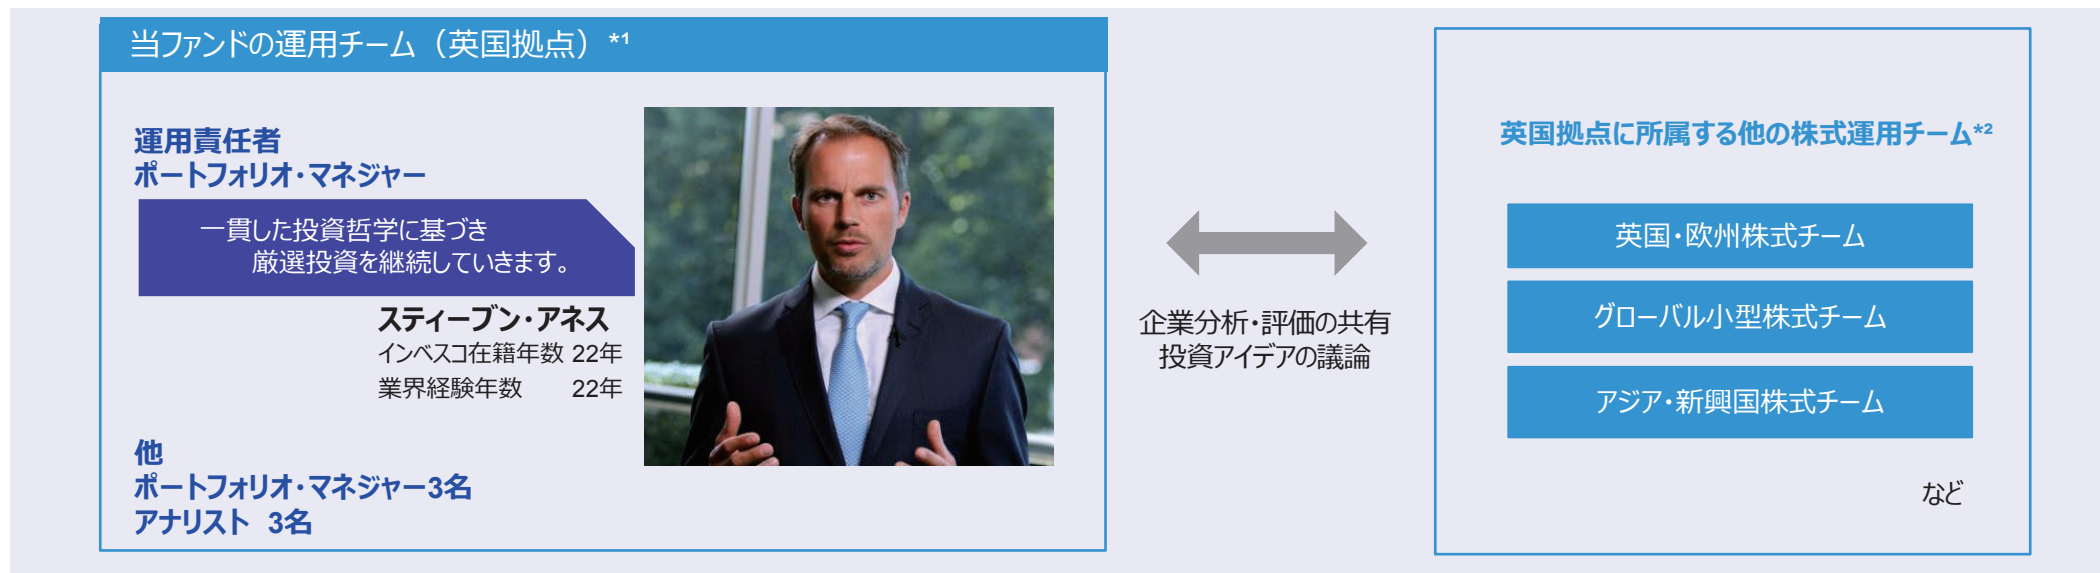 当ファンドの運用チーム（英国拠点）*1
運用責任者
ポートフォリオ・マネジャー
一貫した投資哲学に基づき
厳選投資を継続していきます。
スティーブン・アネス
インベスコ在籍年数 22年
業界経験年数 22年
他
ポートフォリオ・マネジャー3名
アナリスト 3名
企業分析・評価の共有
投資アイデアの議論
英国拠点に所属する他の株式運用チーム*2
英国・欧州株式チーム
グローバル小型株式チーム
アジア・新興国株式チーム
など